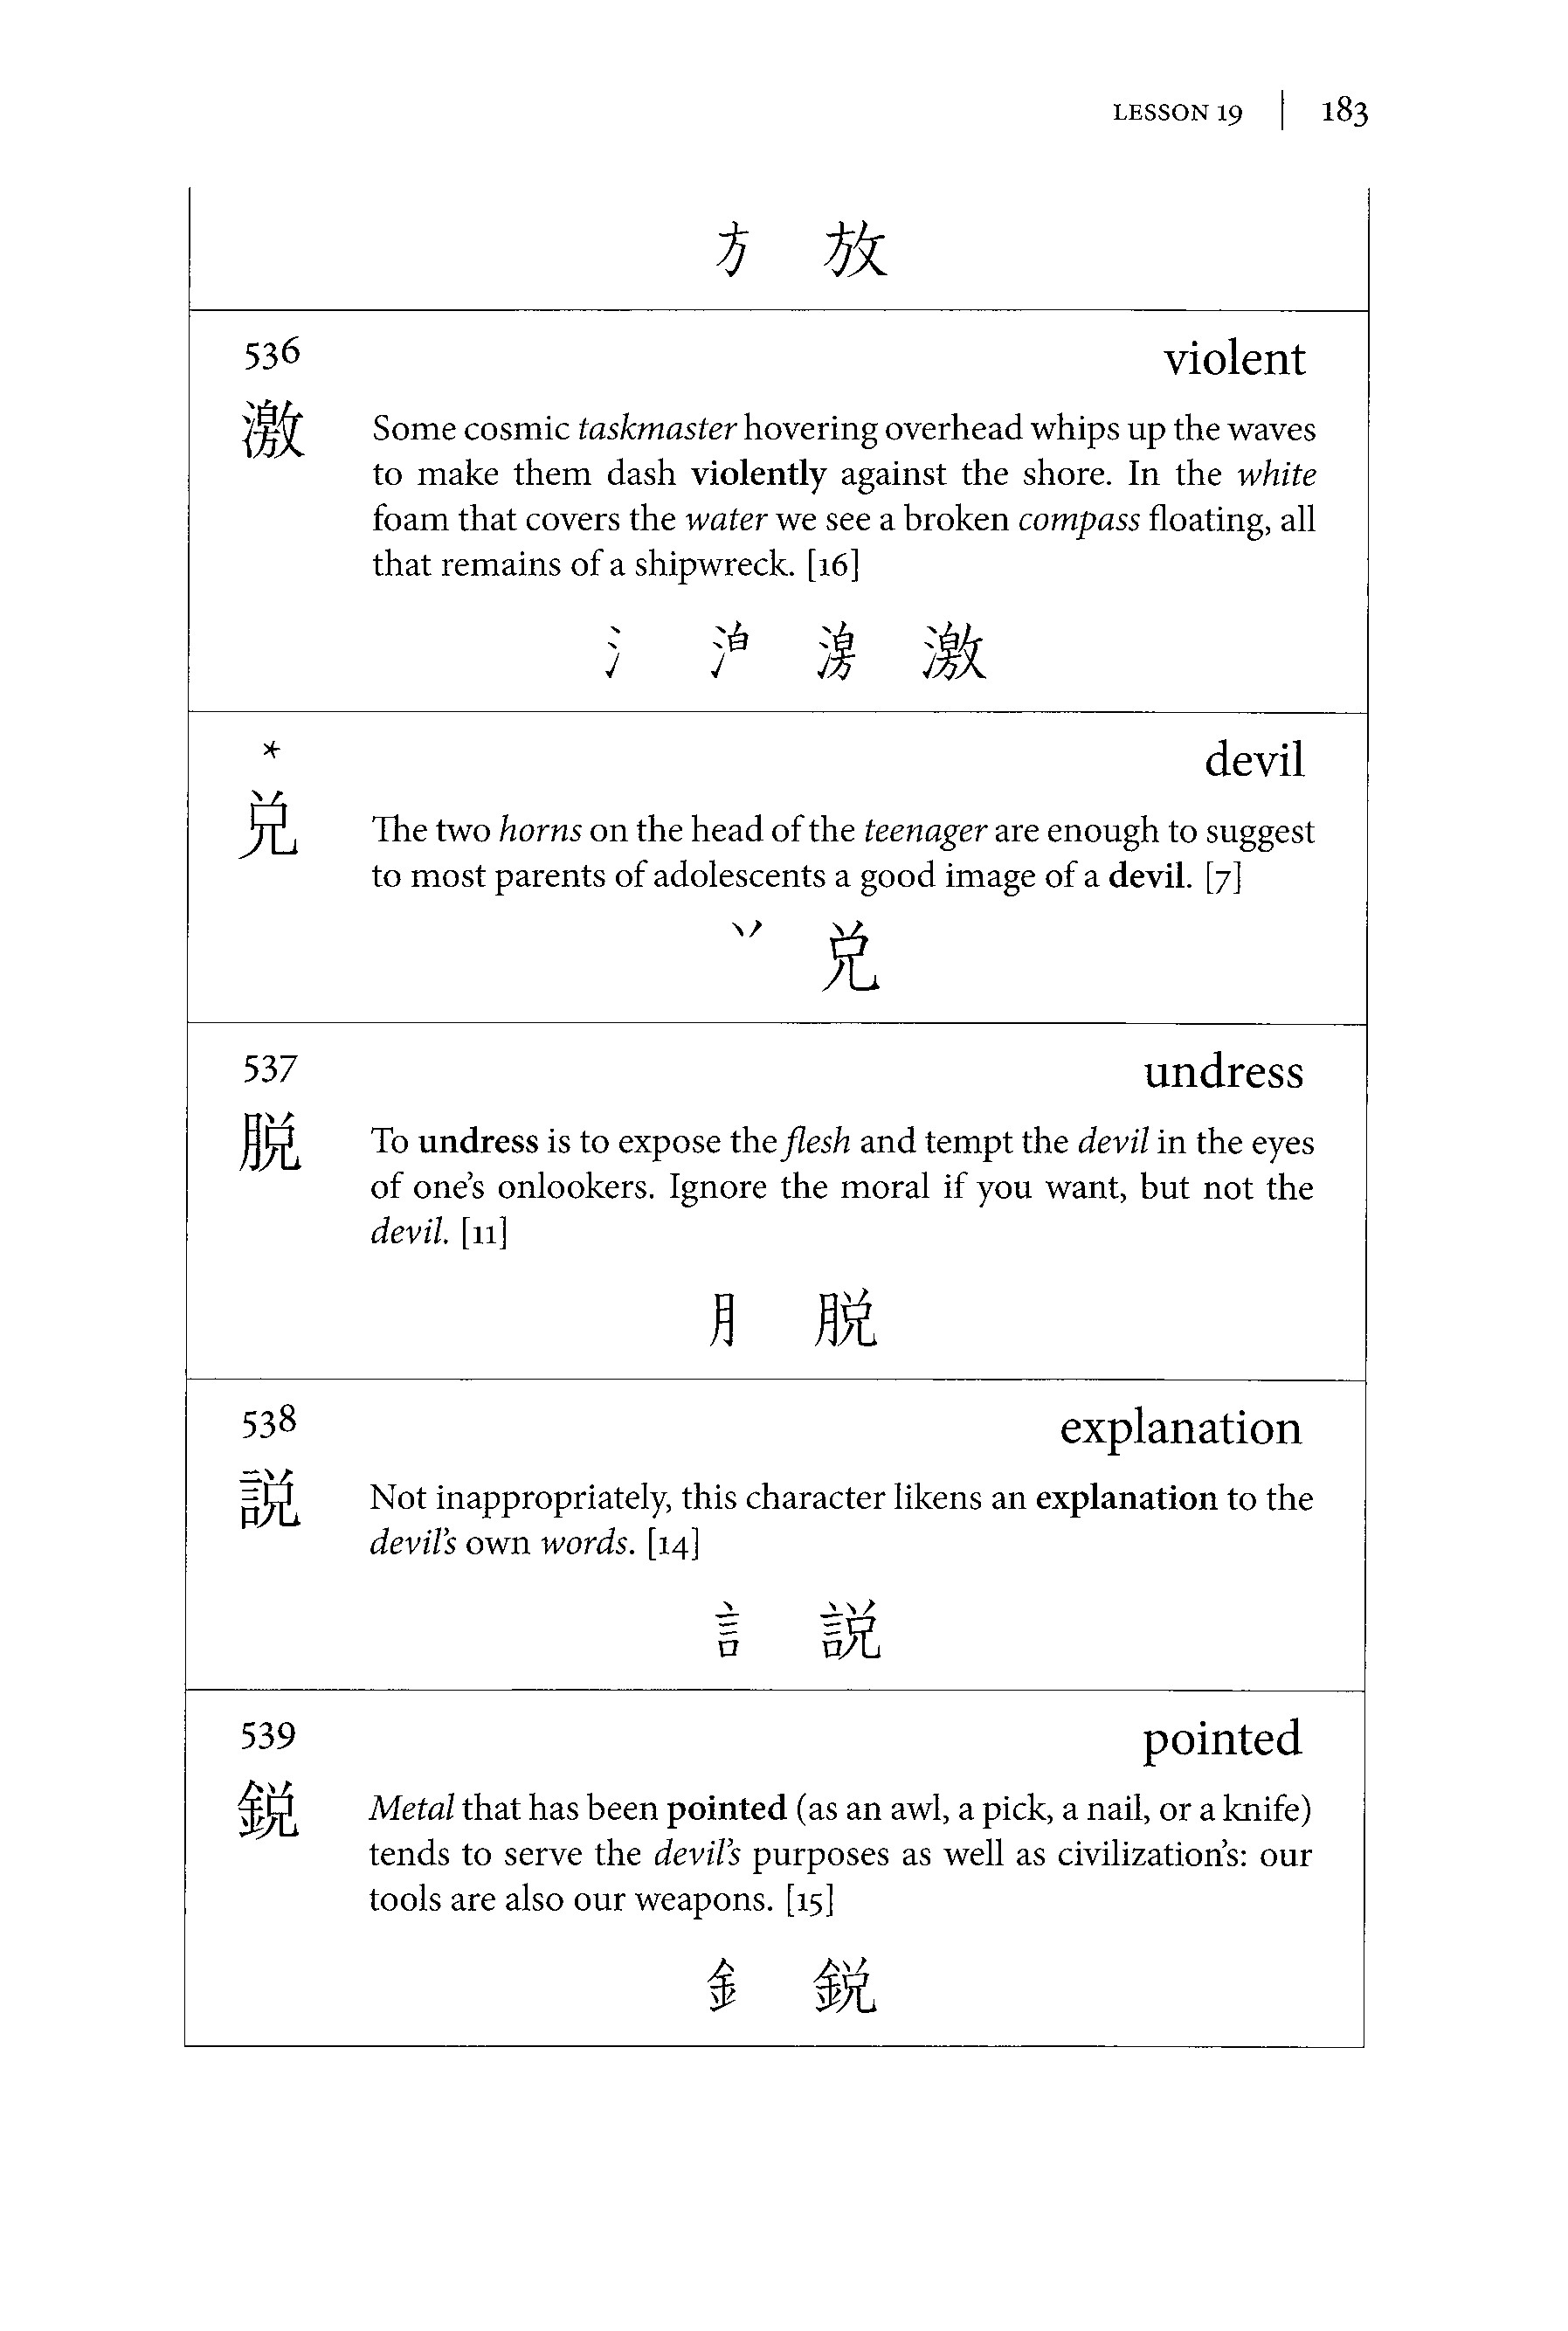 LESSON 19 | 183
方 放
536 violent
激 Some cosmic taskmaster hovering overhead whips up the waves
to make them dash violently against the shore. In the white
foam that covers the water we see a broken compass floating, all
that remains of a shipwreck. [16]
氵 泊 滂 激
* devil
兑 The two horns on the head of the teenager are enough to suggest
to most parents of adolescents a good image of a devil. [7]
丷 兑
537 undress
脱 To undress is to expose the flesh and tempt the devil in the eyes
of one's onlookers. Ignore the moral if you want, but not the
devil. [11]
月 脱
538 explanation
説 Not inappropriately, this character likens an explanation to the
devil's own words. [14]
言 説
539 pointed
鋭 Metal that has been pointed (as an awl, a pick, a nail, or a knife)
tends to serve the devil's purposes as well as civilization's: our
tools are also our weapons. [15]
金 鋭